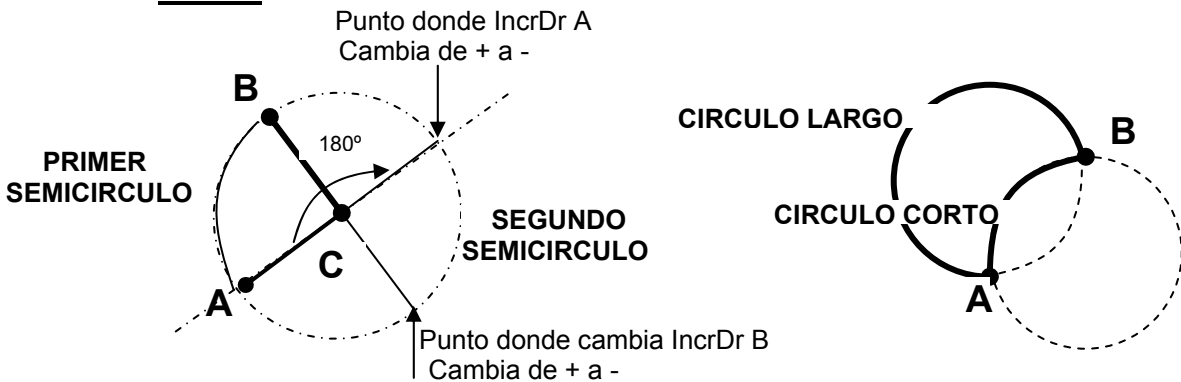 Punto donde IncrDr A
Cambia de + a -
B
180º
PRIMER
SEMICIRCULO
SEGUNDO
SEMICIRCULO
C
A
Punto donde cambia IncrDr B
Cambia de + a -
CIRCULO LARGO
B
CIRCULO CORTO
A